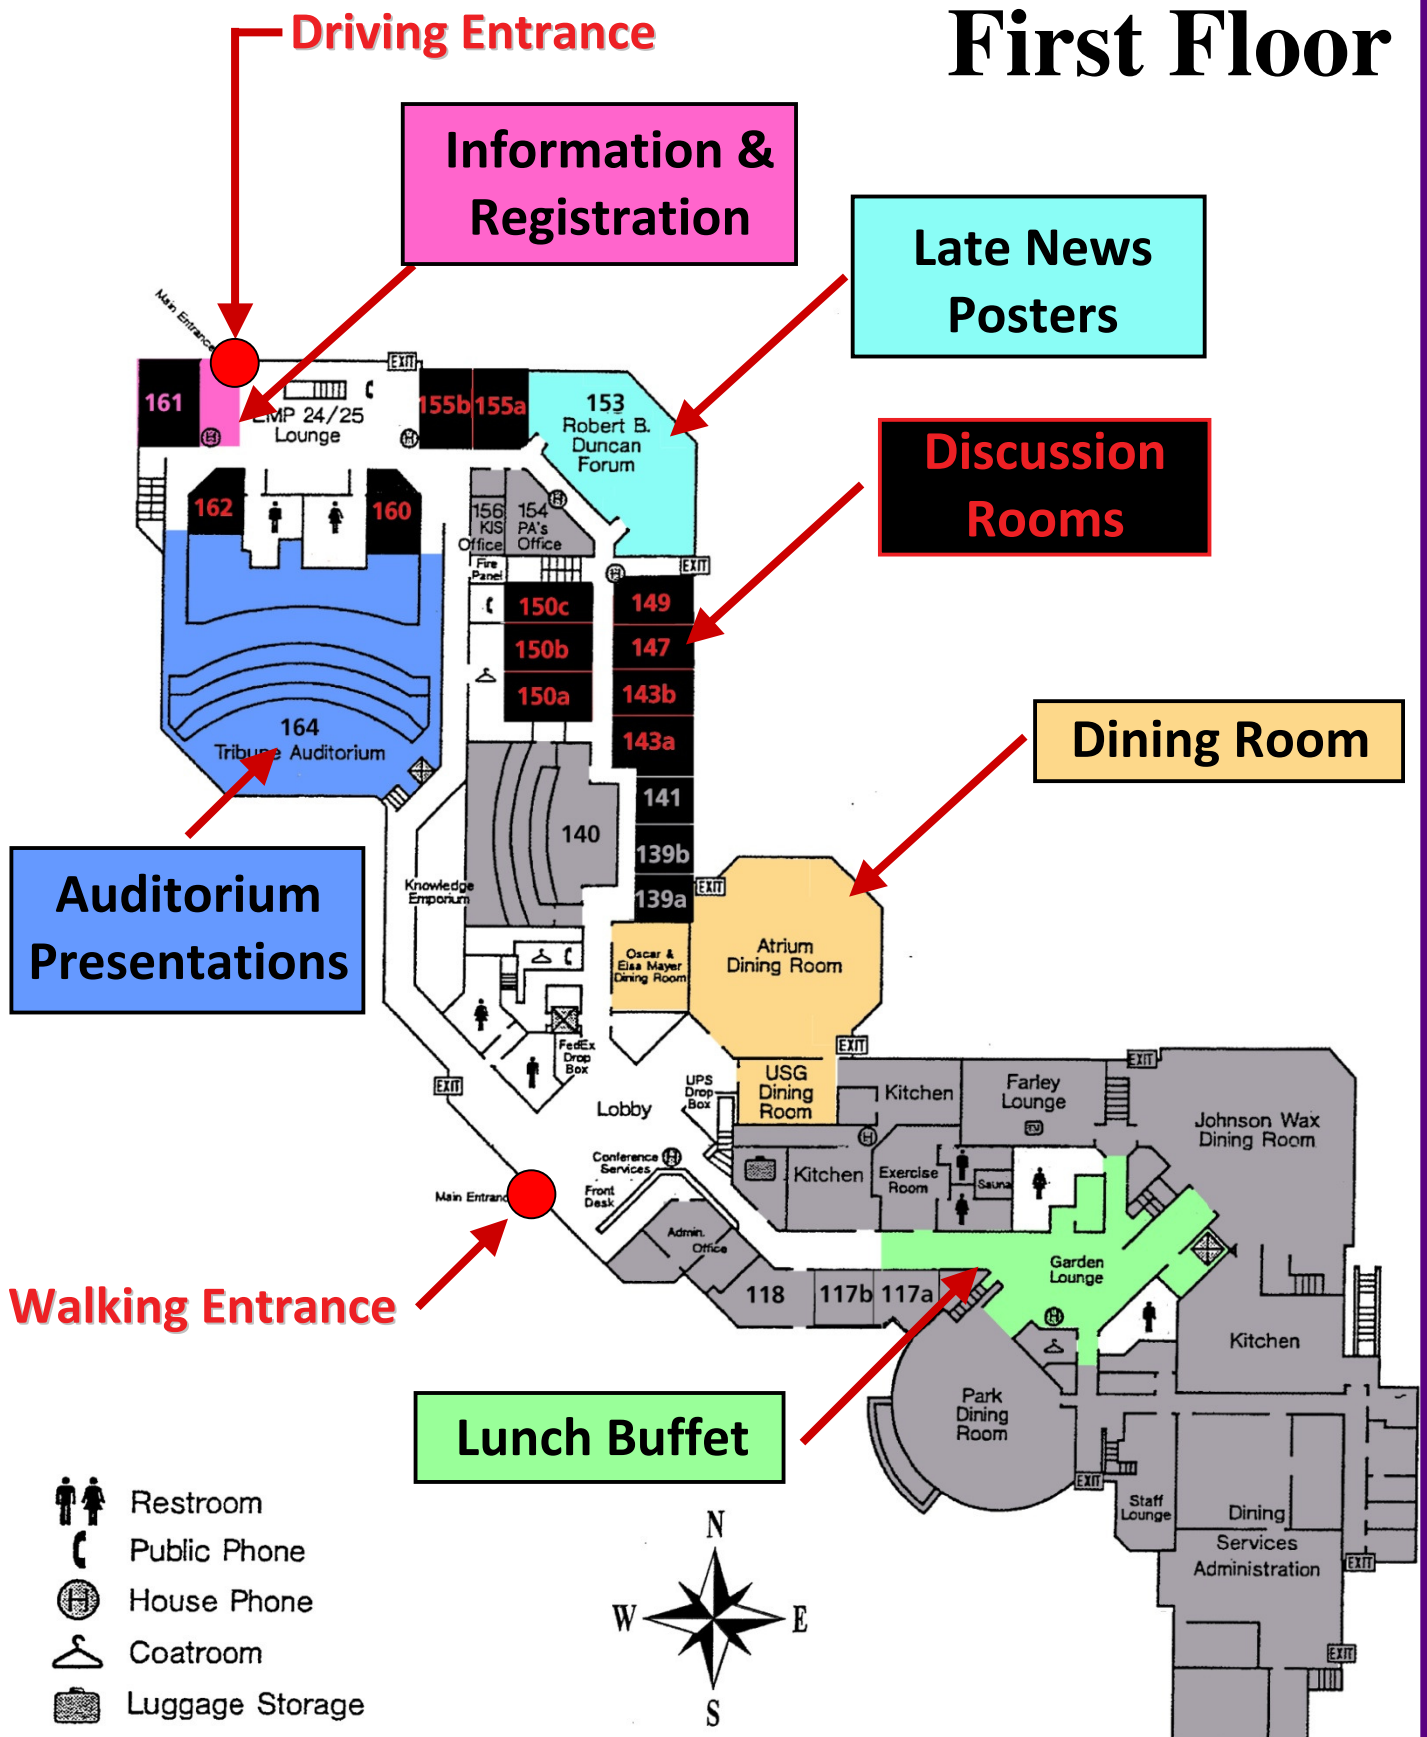 Driving Entrance
First Floor
Information &
Registration
Late News
Posters
Main Entrance
EXIT
161
EMP 24/25
Lounge
H
H
155b
155a
153
Robert B.
Duncan
Forum
Discussion
Rooms
162
160
156
KJS
Office
154
PA's
Office
H
Fire
Panel
H
EXIT
150c
149
150b
147
150a
143b
143a
164
Tribune Auditorium
Dining Room
141
140
139b
139a
EXIT
Knowledge
Emporium
Auditorium
Presentations
Oscar &
Elsa Mayer
Dining Room
Atrium
Dining Room
FedEx
Drop
Box
EXIT
EXIT
UPS
Drop
Box
USG
Dining
Room
Kitchen
Farley
Lounge
TV
EXIT
Johnson Wax
Dining Room
Lobby
H
Conference
Services
H
Front
Desk
Kitchen
Exercise
Room
Sauna
Main Entranc
Admin.
Office
Garden
Lounge
Walking Entrance
118
117b
117a
H
Kitchen
Lunch Buffet
Park
Dining
Room
EXIT
Staff
Lounge
Dining
Services
Administration
EXIT
EXIT
Restroom
Public Phone
H
House Phone
Coatroom
Luggage Storage
N
W
E
S